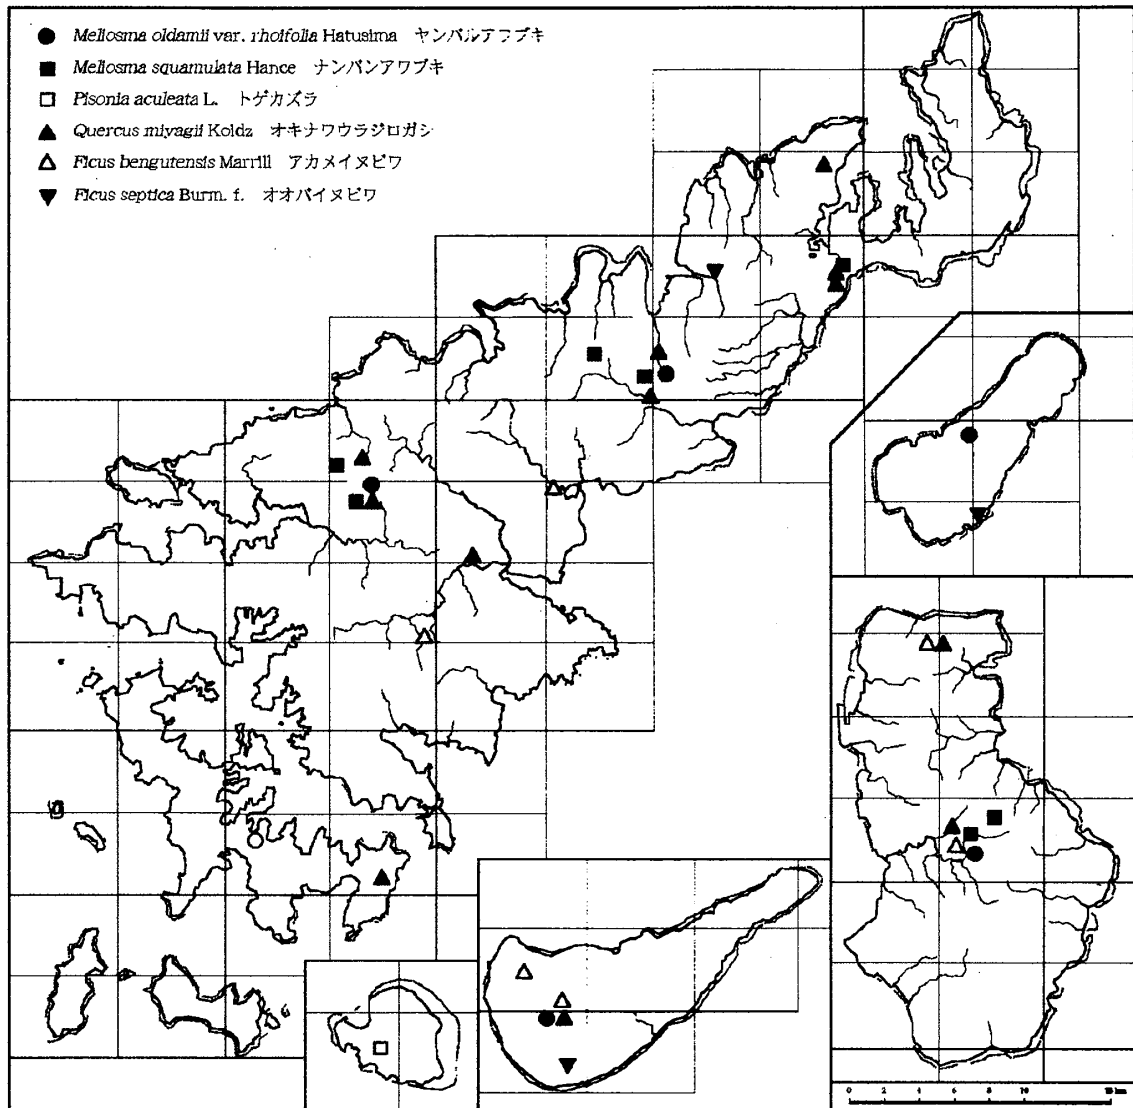 Meliosma oldamii var. rhoifolia Hatusima ヤンバルアワブキ
Meliosma squamulata Hance ナンバンアワブキ
Pisonia aculeata L. トゲカズラ
Quercus miyagii Koidz オキナワウラジロガシ
Ficus bengutensis Marrill アカメイヌビワ
Ficus septica Burm. f. オオバイヌビワ
0 2 4 6 8 10 15 km